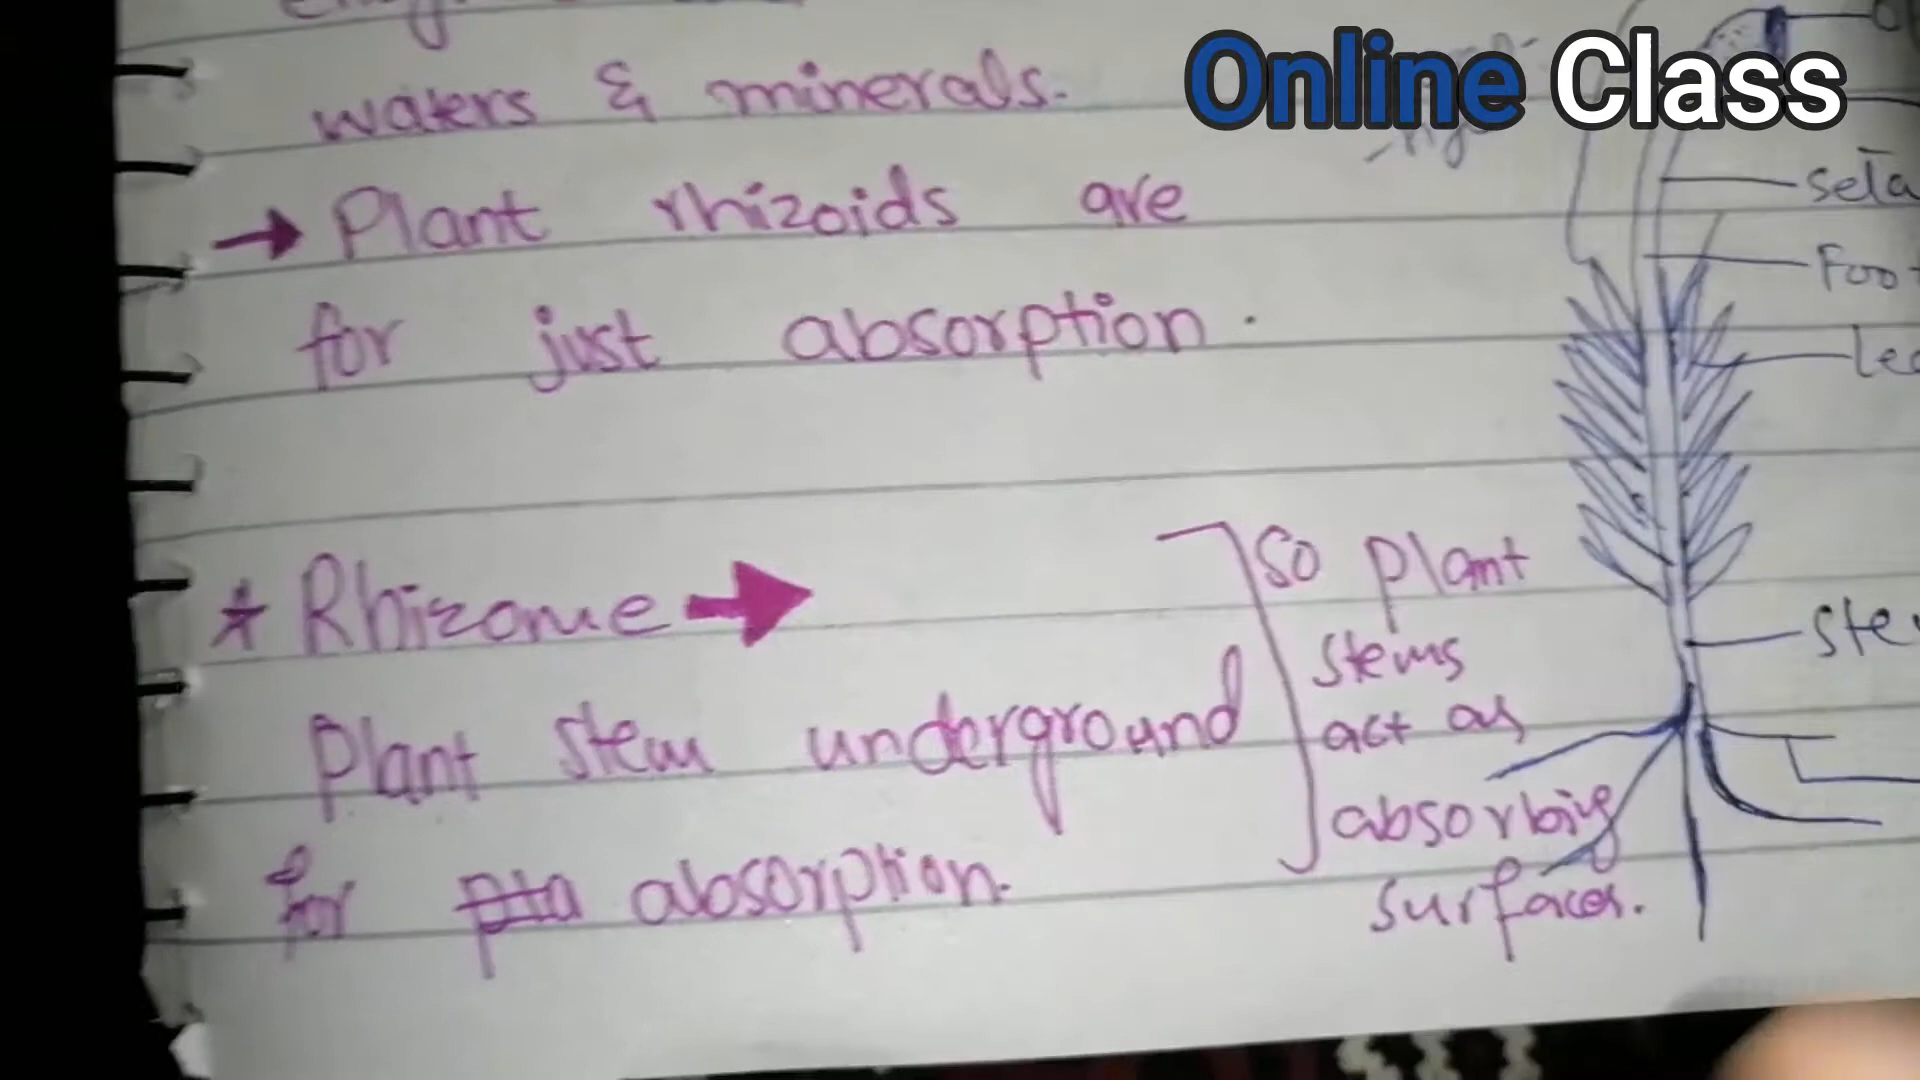 Online Class
waters & minerals.
→ Plant rhizoids are
for just absorption.
* Rhizome →
Plant stem underground
for absorption.
So plant
stems
act as
absorbing
surfaces.
seta
Foot